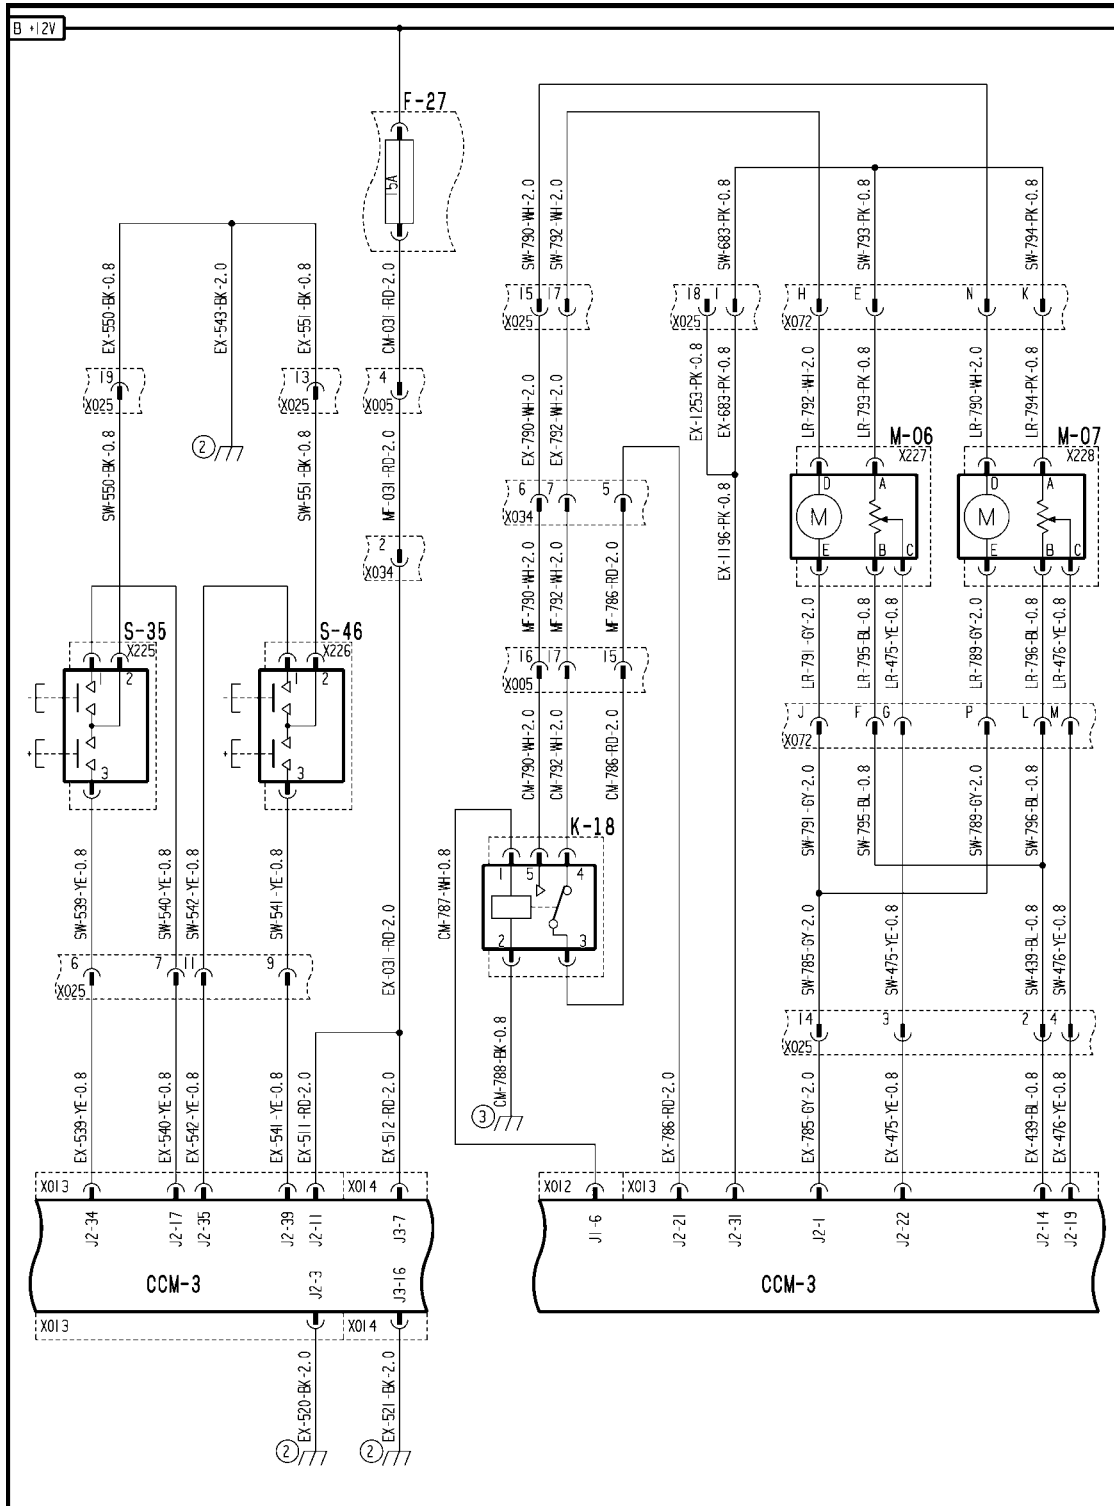 B +12V
F-27
15A
EX-550-BK-0.8
EX-543-BK-2.0
EX-551-BK-0.8
CM-031-RD-2.0
SW-790-WH-2.0
SW-792-WH-2.0
SW-683-PK-0.8
SW-793-PK-0.8
SW-794-PK-0.8
15 17
X025
18 1
X025
H E N K
X072
19
X025
13
X025
4
X005
EX-790-WH-2.0
EX-792-WH-2.0
EX-1253-PK-0.8
EX-683-PK-0.8
LR-792-WH-2.0
LR-793-PK-0.8
LR-790-WH-2.0
LR-794-PK-0.8
2
SW-550-BK-0.8
SW-551-BK-0.8
MF-031-RD-2.0
M-06
X227
M-07
X228
6 7 5
X034
D A
M
E B C
D A
M
E B C
2
X034
EX-1196-PK-0.8
MF-790-WH-2.0
MF-792-WH-2.0
MF-786-RD-2.0
LR-791-GY-2.0
LR-795-BL-0.8
LR-475-YE-0.8
LR-789-GY-2.0
LR-796-BL-0.8
LR-476-YE-0.8
S-35
X225
S-46
X226
1 2
3
1 2
3
16 17 15
X005
J F G P L M
X072
CM-790-WH-2.0
CM-792-WH-2.0
CM-786-RD-2.0
SW-791-GY-2.0
SW-795-BL-0.8
SW-789-GY-2.0
SW-796-BL-0.8
K-18
1 5 4
2 3
CM-787-WH-0.8
SW-539-YE-0.8
SW-540-YE-0.8
SW-542-YE-0.8
SW-541-YE-0.8
EX-031-RD-2.0
SW-785-GY-2.0
SW-475-YE-0.8
SW-439-BL-0.8
SW-476-YE-0.8
6 7 11 9
X025
14 3 2 4
X025
CM-788-BK-0.8
3
EX-539-YE-0.8
EX-540-YE-0.8
EX-542-YE-0.8
EX-541-YE-0.8
EX-511-RD-2.0
EX-512-RD-2.0
EX-786-RD-2.0
EX-785-GY-2.0
EX-475-YE-0.8
EX-439-BL-0.8
EX-476-YE-0.8
X013 X014
X012 X013
J2-34 J2-17 J2-35 J2-39 J2-11 J3-7
J1-6 J2-21 J2-31 J2-1 J2-22 J2-14 J2-19
CCM-3
J2-3 J3-16
CCM-3
X013 X014
EX-520-BK-2.0
EX-521-BK-2.0
2
2